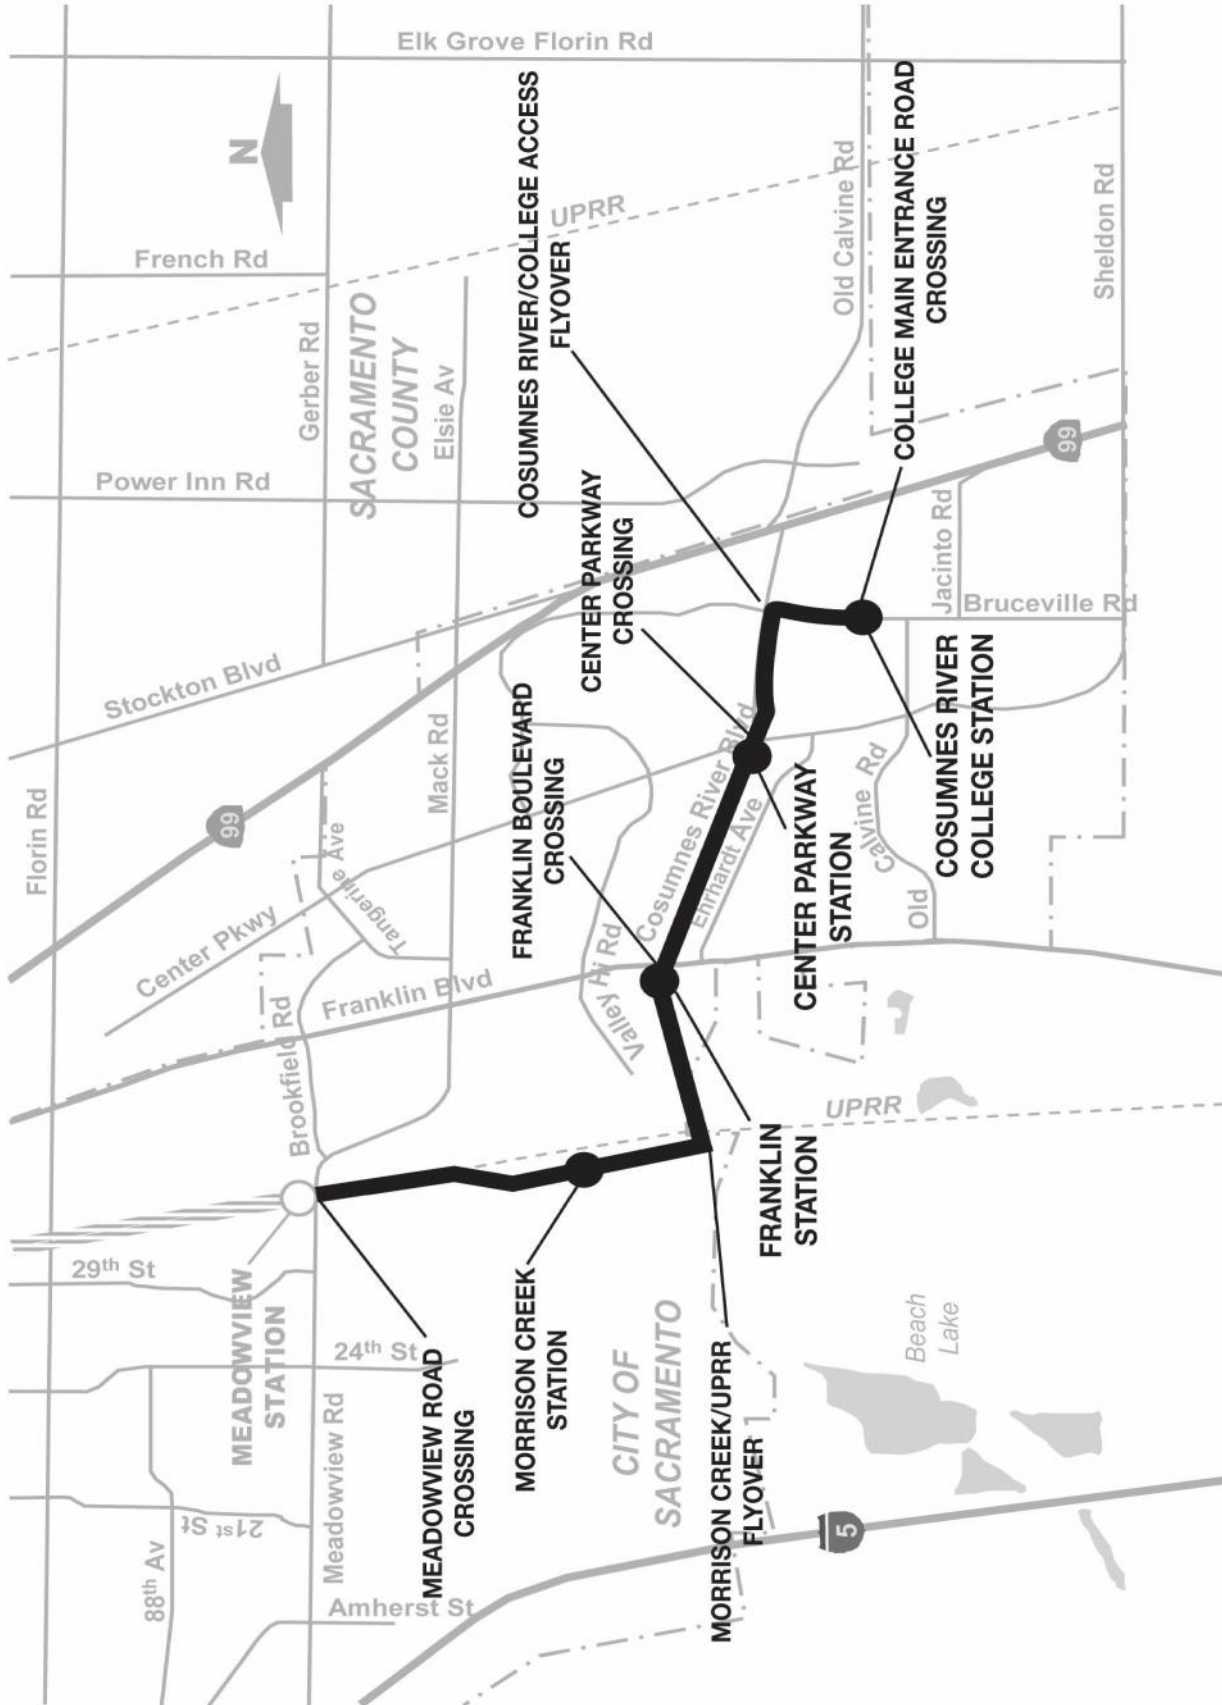 Elk Grove Florin Rd
N
French Rd
UPRR
Gerber Rd
SACRAMENTO
COUNTY
Elsie Av
Power Inn Rd
Old Calvine Rd
Sheldon Rd
COSUMNES RIVER/COLLEGE ACCESS
FLYOVER
COLLEGE MAIN ENTRANCE ROAD
CROSSING
CENTER PARKWAY
CROSSING
99
Jacinto Rd
Bruceville Rd
Stockton Blvd
Mack Rd
FRANKLIN BOULEVARD
CROSSING
Florin Rd
99
Tangerine Ave
Center Pkwy
Cosumnes River Blvd
Ehrhardt Ave
CENTER PARKWAY
STATION
Old
Calvine Rd
COSUMNES RIVER
COLLEGE STATION
Brookfield Rd
Franklin Blvd
Valley Hi Rd
UPRR
FRANKLIN
STATION
29th St
MEADOWVIEW
STATION
24th St
MEADOWVIEW ROAD
CROSSING
MORRISON CREEK
STATION
CITY OF
SACRAMENTO
MORRISON CREEK/UPRR
FLYOVER
Beach
Lake
5
21st St
88th Av
Meadowview Rd
Amherst St